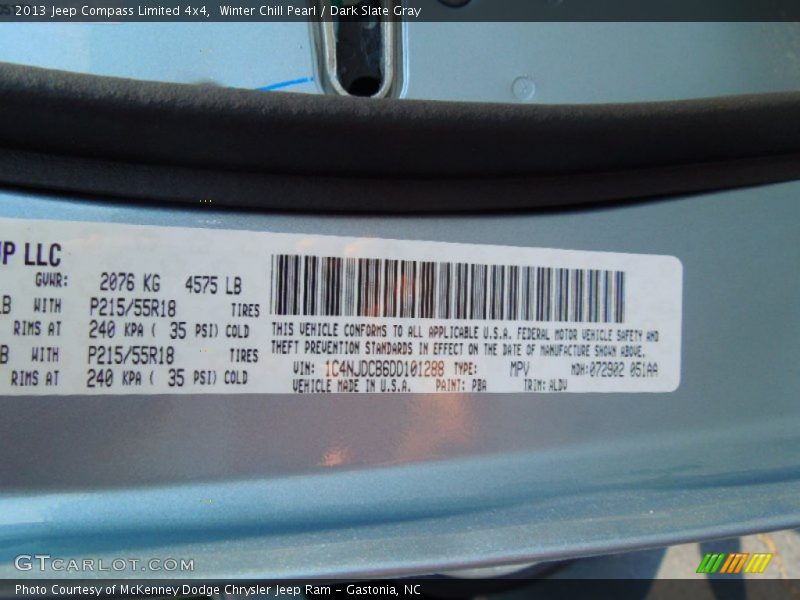 2013 Jeep Compass Limited 4x4,  Winter Chill Pearl / Dark Slate Gray
UP LLC
GVWR: 2076 KG 4575 LB
LB WITH P215/55R18 TIRES
RIMS AT 240 KPA ( 35 PSI) COLD
LB WITH P215/55R18 TIRES
RIMS AT 240 KPA ( 35 PSI) COLD
THIS VEHICLE CONFORMS TO ALL APPLICABLE U.S.A. FEDERAL MOTOR VEHICLE SAFETY AND
THEFT PREVENTION STANDARDS IN EFFECT ON THE DATE OF MANUFACTURE SHOWN ABOVE.
VIN: 1C4NJDCB6DD101288 TYPE: MPV MDH:072902 051AA
VEHICLE MADE IN U.S.A. PAINT: PBA TRIM: ALDV
GTCARLOT.COM
Photo Courtesy of McKenney Dodge Chrysler Jeep Ram – Gastonia, NC